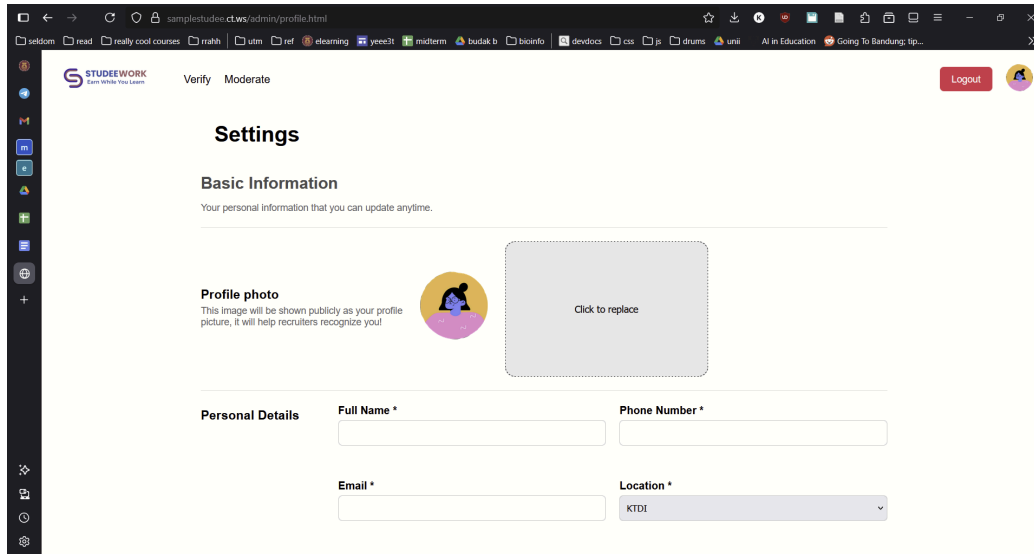 samplestudee.ct.ws/admin/profile.html
seldom read really cool courses rrahh utm ref elearning yeee3t midterm budak b bioinfo devdocs css js drums unii AI in Education Going To Bandung; tip...
STUDEEWORK
Earn While You Learn
Verify Moderate
Logout
Settings
Basic Information
Your personal information that you can update anytime.
Profile photo
This image will be shown publicly as your profile
picture, it will help recruiters recognize you!
Click to replace
Personal Details
Full Name * Phone Number *
Email * Location *
KTDI
m
e